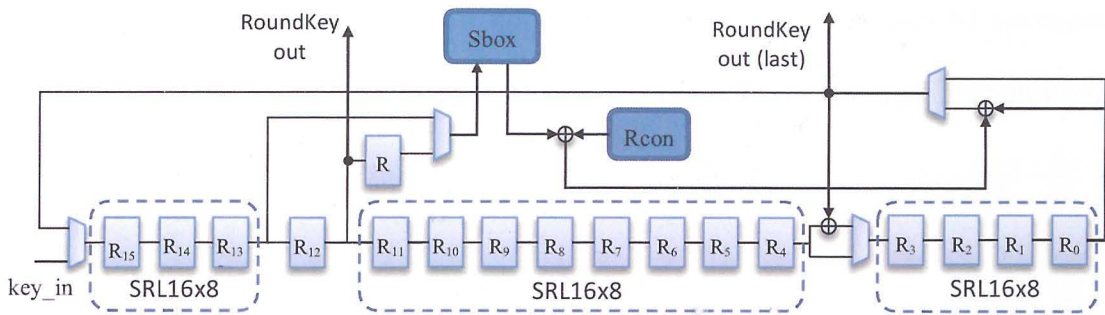 RoundKey
out
Sbox
RoundKey
out (last)
Rcon
R
R15
R14
R13
R12
R11
R10
R9
R8
R7
R6
R5
R4
R3
R2
R1
R0
key_in
SRL16x8
SRL16x8
SRL16x8